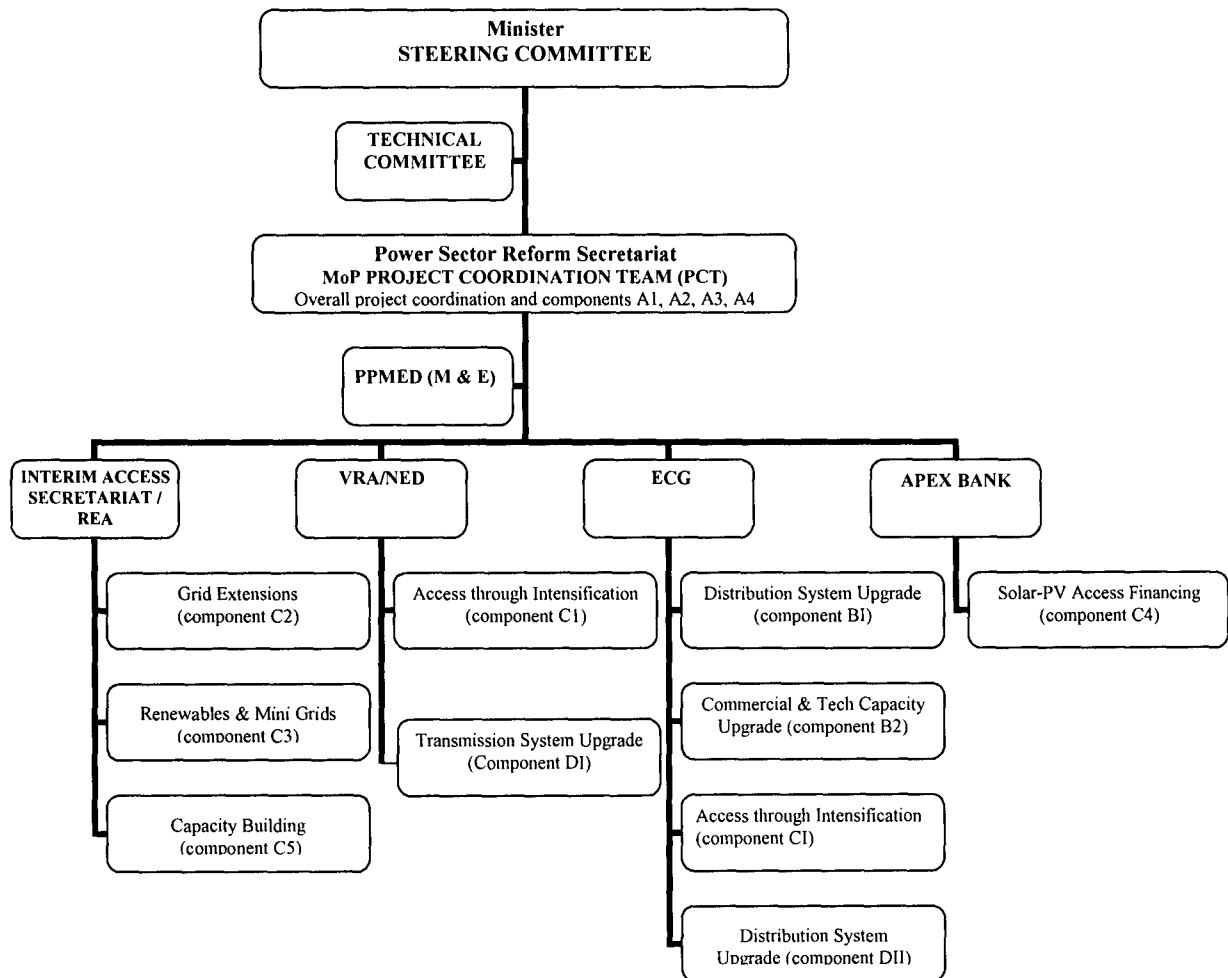 Minister
STEERING COMMITTEE
TECHNICAL
COMMITTEE
Power Sector Reform Secretariat
MoP PROJECT COORDINATION TEAM (PCT)
Overall project coordination and components A1, A2, A3, A4
PPMED (M & E)
INTERIM ACCESS
SECRETARIAT /
REA
VRA/NED
ECG
APEX BANK
Grid Extensions
(component C2)
Renewables & Mini Grids
(component C3)
Capacity Building
(component C5)
Access through Intensification
(component C1)
Transmission System Upgrade
(Component DI)
Distribution System Upgrade
(component BI)
Commercial & Tech Capacity
Upgrade (component B2)
Access through Intensification
(component CI)
Distribution System
Upgrade (component DII)
Solar-PV Access Financing
(component C4)